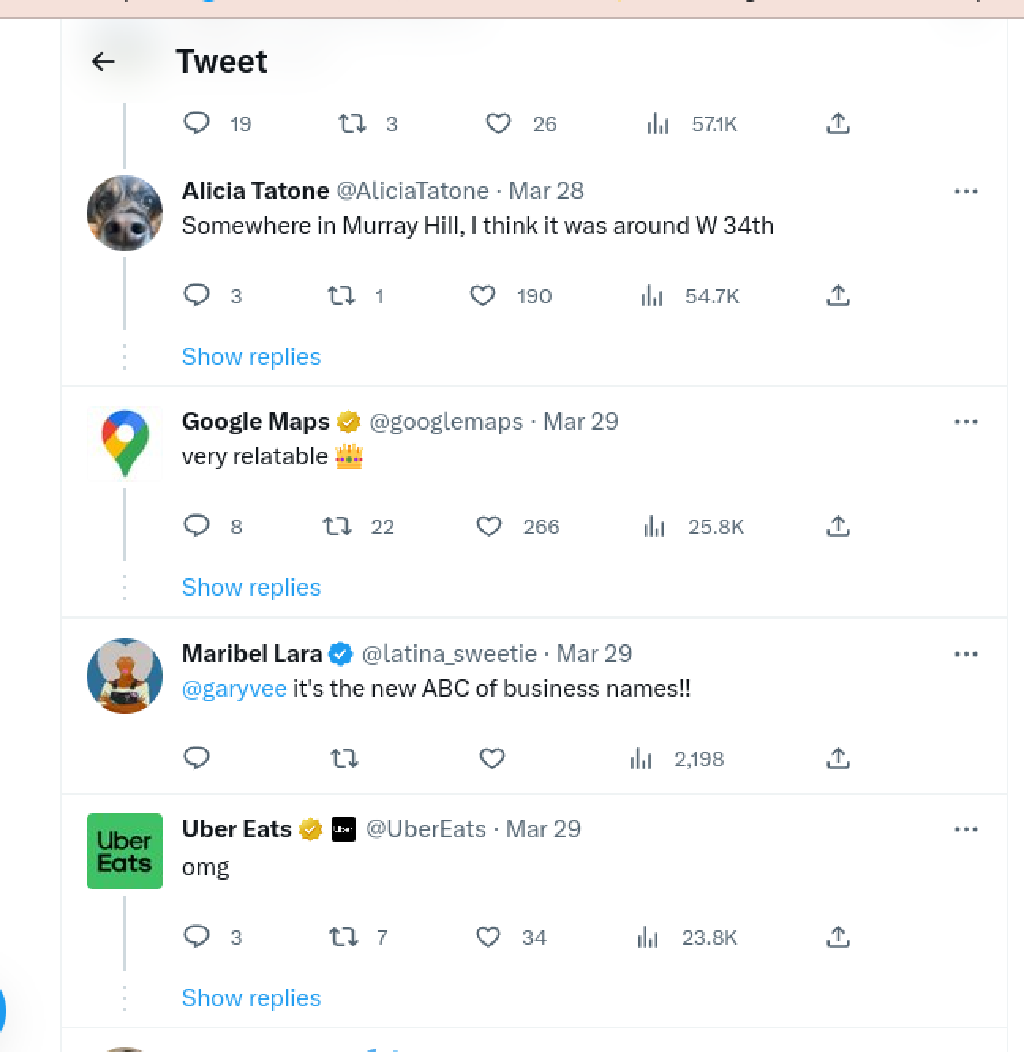 Tweet
19 3 26 57.1K
Alicia Tatone @AliciaTatone · Mar 28
Somewhere in Murray Hill, I think it was around W 34th
3 1 190 54.7K
Show replies
Google Maps @googlemaps · Mar 29
very relatable 👑
8 22 266 25.8K
Show replies
Maribel Lara @latina_sweetie · Mar 29
@garyvee it's the new ABC of business names!!
2,198
Uber
Eats
Uber Eats Uber @UberEats · Mar 29
omg
3 7 34 23.8K
Show replies